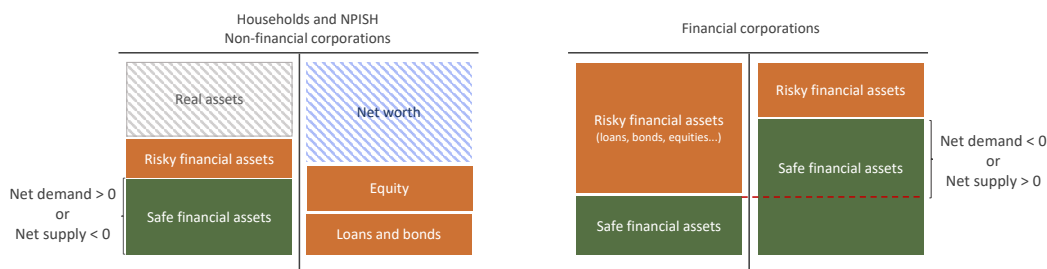 Households and NPISH
Non-financial corporations
Real assets
Risky financial assets
Safe financial assets
Net worth
Equity
Loans and bonds
Net demand > 0
or
Net supply < 0
Financial corporations
Risky financial assets
(loans, bonds, equities...)
Safe financial assets
Risky financial assets
Safe financial assets
Net demand < 0
or
Net supply > 0